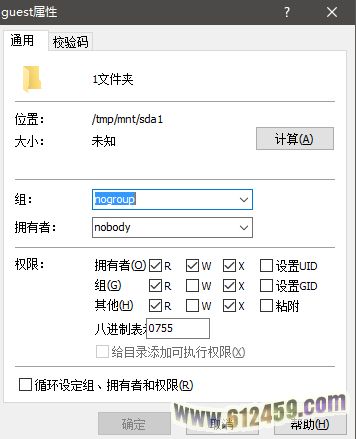 guest属性
通用 校验码
1文件夹
位置: /tmp/mnt/sda1
大小: 未知 计算(A)
组: nogroup
拥有者: nobody
权限: 拥有者(O) R W X 设置UID
组(G) R W X 设置GID
其他(H) R W X 粘附
八进制表 0755
给目录添加可执行权限(X)
循环设定组、拥有者和权限(R)
确定 取消 帮助(H)
www.612459.com